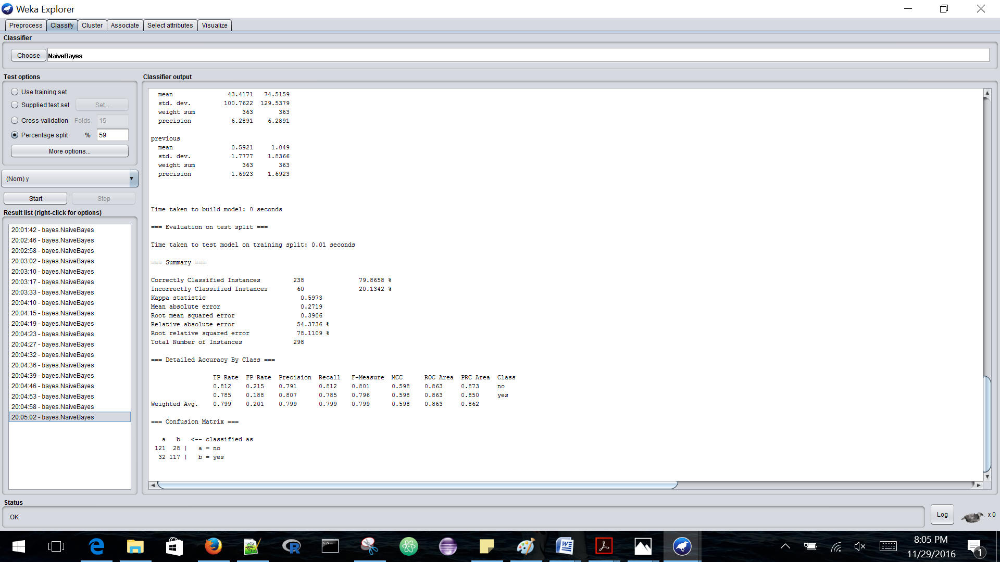 Weka Explorer
Preprocess Classify Cluster Associate Select attributes Visualize
Classifier
Choose NaiveBayes
Test options
Use training set
Supplied test set Set...
Cross-validation Folds 15
Percentage split % 59
More options...
(Nom) y
Start Stop
Result list (right-click for options)
20:01:42 - bayes.NaiveBayes
20:02:46 - bayes.NaiveBayes
20:02:58 - bayes.NaiveBayes
20:03:02 - bayes.NaiveBayes
20:03:10 - bayes.NaiveBayes
20:03:17 - bayes.NaiveBayes
20:03:33 - bayes.NaiveBayes
20:04:10 - bayes.NaiveBayes
20:04:15 - bayes.NaiveBayes
20:04:19 - bayes.NaiveBayes
20:04:23 - bayes.NaiveBayes
20:04:27 - bayes.NaiveBayes
20:04:32 - bayes.NaiveBayes
20:04:36 - bayes.NaiveBayes
20:04:39 - bayes.NaiveBayes
20:04:46 - bayes.NaiveBayes
20:04:53 - bayes.NaiveBayes
20:04:58 - bayes.NaiveBayes
20:05:02 - bayes.NaiveBayes
Classifier output
mean 43.4171 74.5159
std. dev. 100.7622 129.5379
weight sum 363 363
precision 6.2891 6.2891
previous
mean 0.5921 1.049
std. dev. 1.7777 1.8366
weight sum 363 363
precision 1.6923 1.6923
Time taken to build model: 0 seconds
=== Evaluation on test split ===
Time taken to test model on training split: 0.01 seconds
=== Summary ===
Correctly Classified Instances 238 79.8658 %
Incorrectly Classified Instances 60 20.1342 %
Kappa statistic 0.5973
Mean absolute error 0.2719
Root mean squared error 0.3906
Relative absolute error 54.3736 %
Root relative squared error 78.1109 %
Total Number of Instances 298
=== Detailed Accuracy By Class ===
TP Rate FP Rate Precision Recall F-Measure MCC ROC Area PRC Area Class
0.812 0.215 0.791 0.812 0.801 0.598 0.863 0.873 no
0.785 0.188 0.807 0.785 0.796 0.598 0.863 0.850 yes
Weighted Avg. 0.799 0.201 0.799 0.799 0.799 0.598 0.863 0.862
=== Confusion Matrix ===
a b <-- classified as
121 28 | a = no
32 117 | b = yes
Status
OK
Log
x 0
8:05 PM
11/29/2016
1